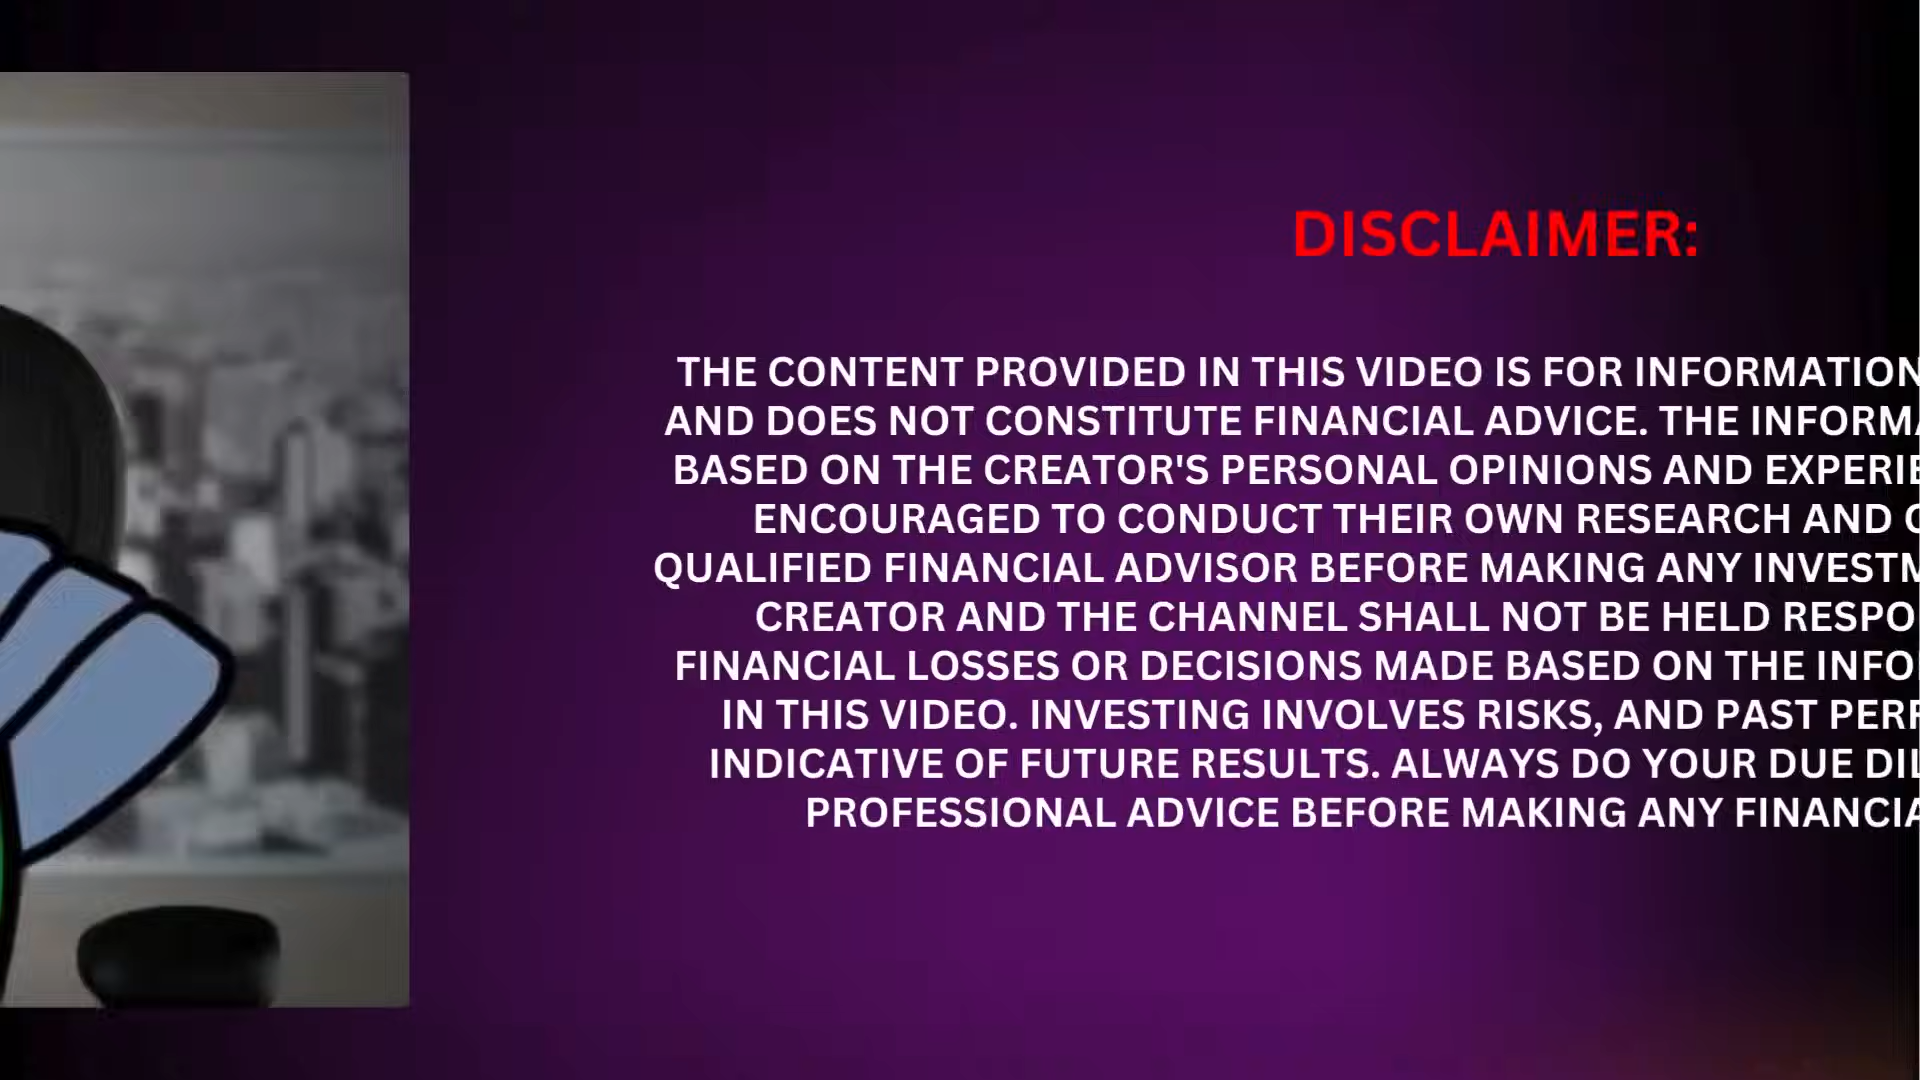 DISCLAIMER:
THE CONTENT PROVIDED IN THIS VIDEO IS FOR INFORMATION
AND DOES NOT CONSTITUTE FINANCIAL ADVICE. THE INFORMA
BASED ON THE CREATOR'S PERSONAL OPINIONS AND EXPERIE
ENCOURAGED TO CONDUCT THEIR OWN RESEARCH AND
QUALIFIED FINANCIAL ADVISOR BEFORE MAKING ANY INVESTM
CREATOR AND THE CHANNEL SHALL NOT BE HELD RESPO
FINANCIAL LOSSES OR DECISIONS MADE BASED ON THE INFO
IN THIS VIDEO. INVESTING INVOLVES RISKS, AND PAST PERF
INDICATIVE OF FUTURE RESULTS. ALWAYS DO YOUR DUE DIL
PROFESSIONAL ADVICE BEFORE MAKING ANY FINANCIA